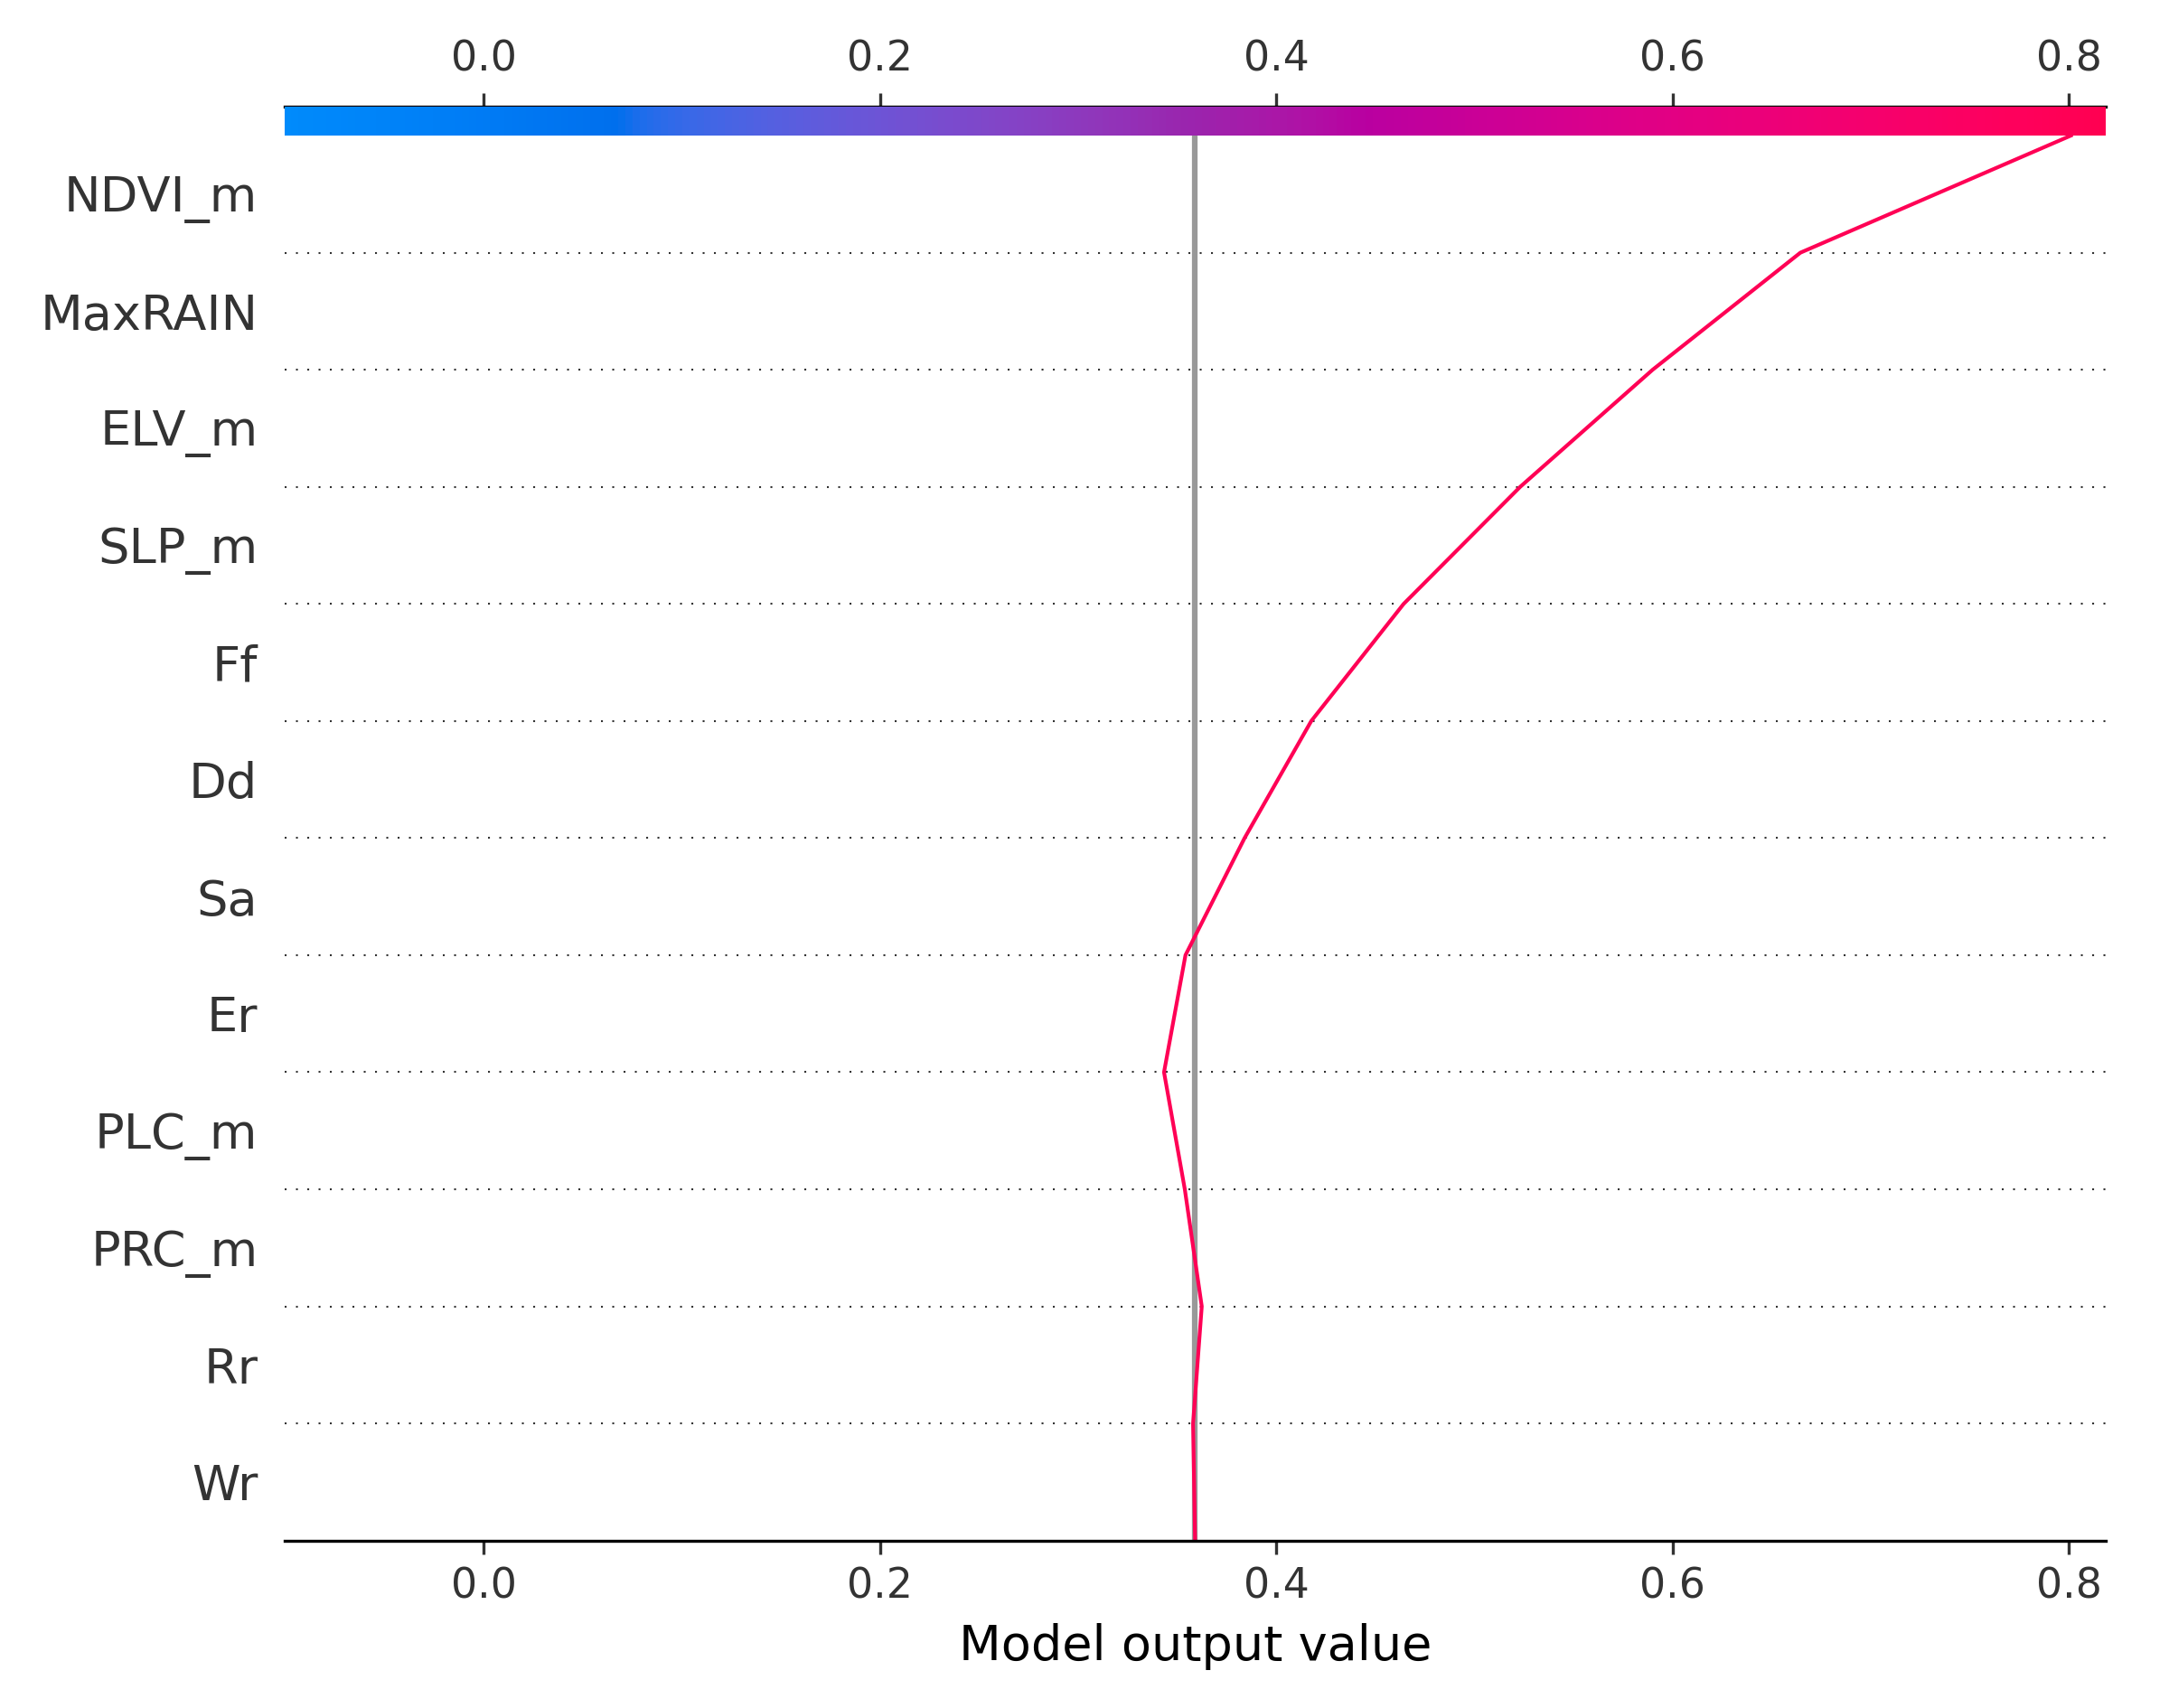 0.0 0.2 0.4 0.6 0.8
NDVI_m
MaxRAIN
ELV_m
SLP_m
Ff
Dd
Sa
Er
PLC_m
PRC_m
Rr
Wr
0.0 0.2 0.4 0.6 0.8
Model output value